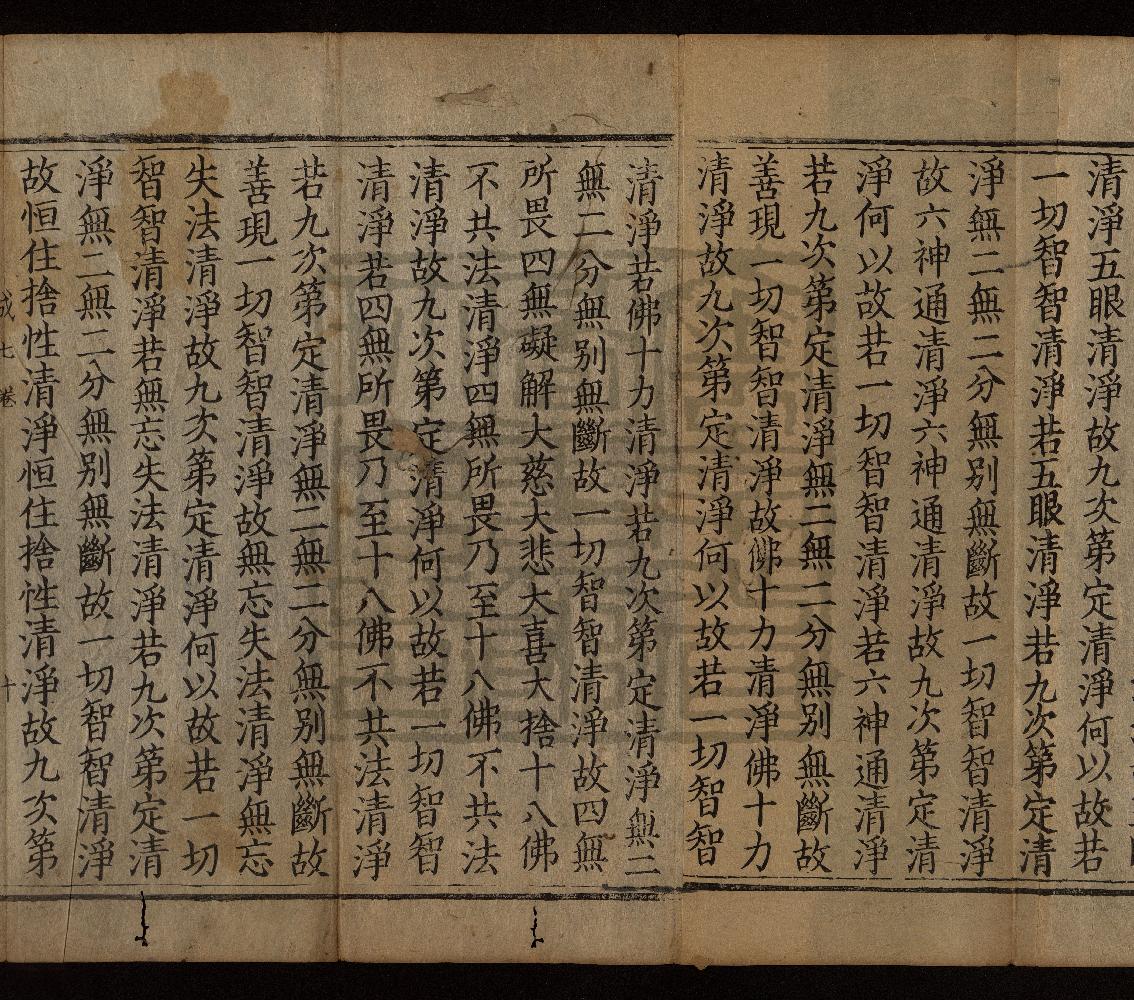 清淨五眼清淨故九次第定清淨何以故若
一切智智清淨若五眼清淨若九次第定清
淨無二無二分無別無斷故一切智智清淨
故六神通清淨六神通清淨故九次第定清
淨何以故若一切智智清淨若六神通清淨
若九次第定清淨無二無二分無別無斷故
善現一切智智清淨故佛十力清淨佛十力
清淨故九次第定清淨何以故若一切智智
清淨若佛十力清淨若九次第定清淨無二
無二分無別無斷故一切智智清淨故四無
所畏四無礙解大慈大悲大喜大捨十八佛
不共法清淨四無所畏乃至十八佛不共法
清淨故九次第定清淨何以故若一切智智
清淨若四無所畏乃至十八佛不共法清淨
若九次第定清淨無二無二分無別無斷故
善現一切智智清淨故無忘失法清淨無忘
失法清淨故九次第定清淨何以故若一切
智智清淨若無忘失法清淨若九次第定清
淨無二無二分無別無斷故一切智智清淨
七 卷 十
故恒住捨性清淨恒住捨性清淨故九次第